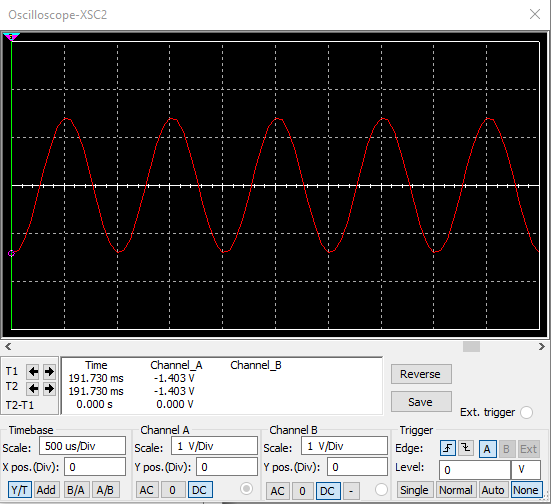 Oscilloscope-XSC2
T1
T2
T2-T1
Time Channel_A Channel_B
191.730 ms -1.403 V
191.730 ms -1.403 V
0.000 s 0.000 V
Reverse
Save
Ext. trigger
Timebase
Scale: 500 us/Div
X pos.(Div): 0
Y/T Add B/A A/B
Channel A
Scale: 1 V/Div
Y pos.(Div): 0
AC 0 DC
Channel B
Scale: 1 V/Div
Y pos.(Div): 0
AC 0 DC -
Trigger
Edge: A B Ext
Level: 0 V
Single Normal Auto None